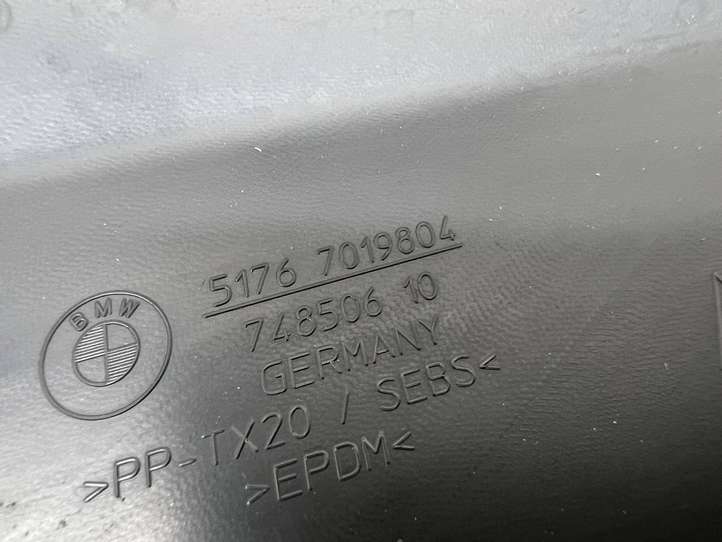 5176 7019804
748506 10
GERMANY
BMW
>PP-TX20 / SEBS<
>EPDM<